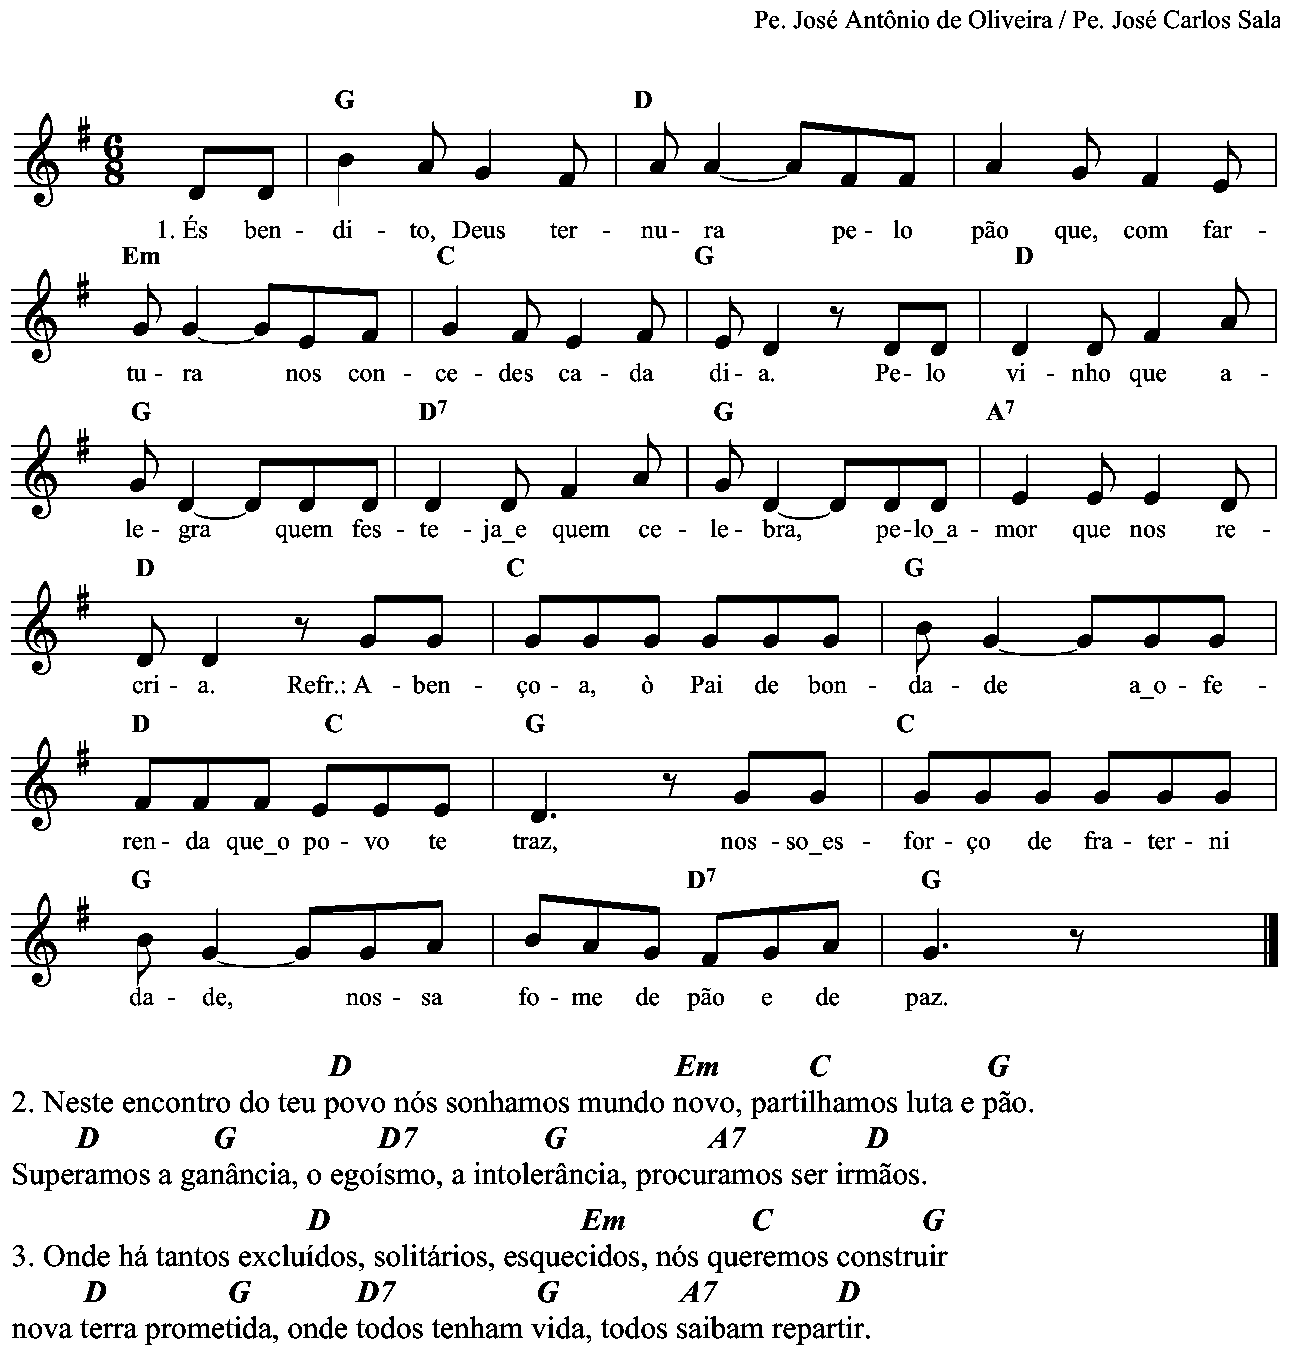 Pe. José Antônio de Oliveira / Pe. José Carlos Sala
G D
6
8
1. És ben - di - to, Deus ter - nu - ra pe - lo pão que, com far -
Em C G D
tu - ra nos con - ce - des ca - da di - a. Pe - lo vi - nho que a -
G D7 G A7
le - gra quem fes - te - ja_e quem ce - le - bra, pe - lo_a - mor que nos re -
D C G
cri - a. Refr.: A - ben - ço - a, ò Pai de bon - da - de a_o - fe -
D C G C
ren - da que_o po - vo te traz, nos - so_es - for - ço de fra - ter - ni
G D7 G
da - de, nos - sa fo - me de pão e de paz.
D Em C G
2. Neste encontro do teu povo nós sonhamos mundo novo, partilhamos luta e pão.
D G D7 G A7 D
Superamos a ganância, o egoísmo, a intolerância, procuramos ser irmãos.
D Em C G
3. Onde há tantos excluídos, solitários, esquecidos, nós queremos construir
D G D7 G A7 D
nova terra prometida, onde todos tenham vida, todos saibam repartir.